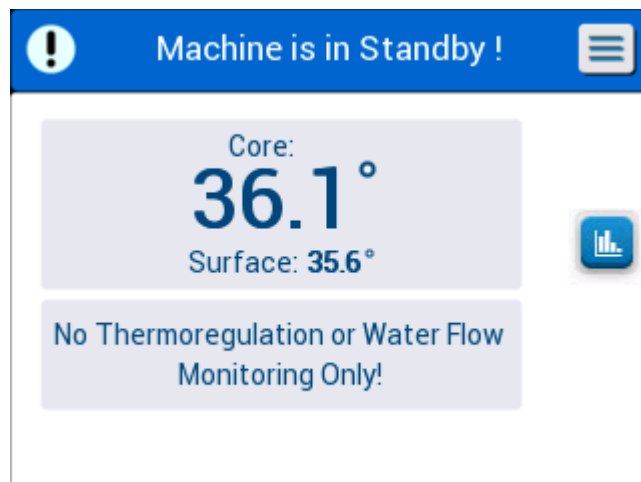 Machine is in Standby !
Core:
36.1°
Surface: 35.6°
No Thermoregulation or Water Flow
Monitoring Only!